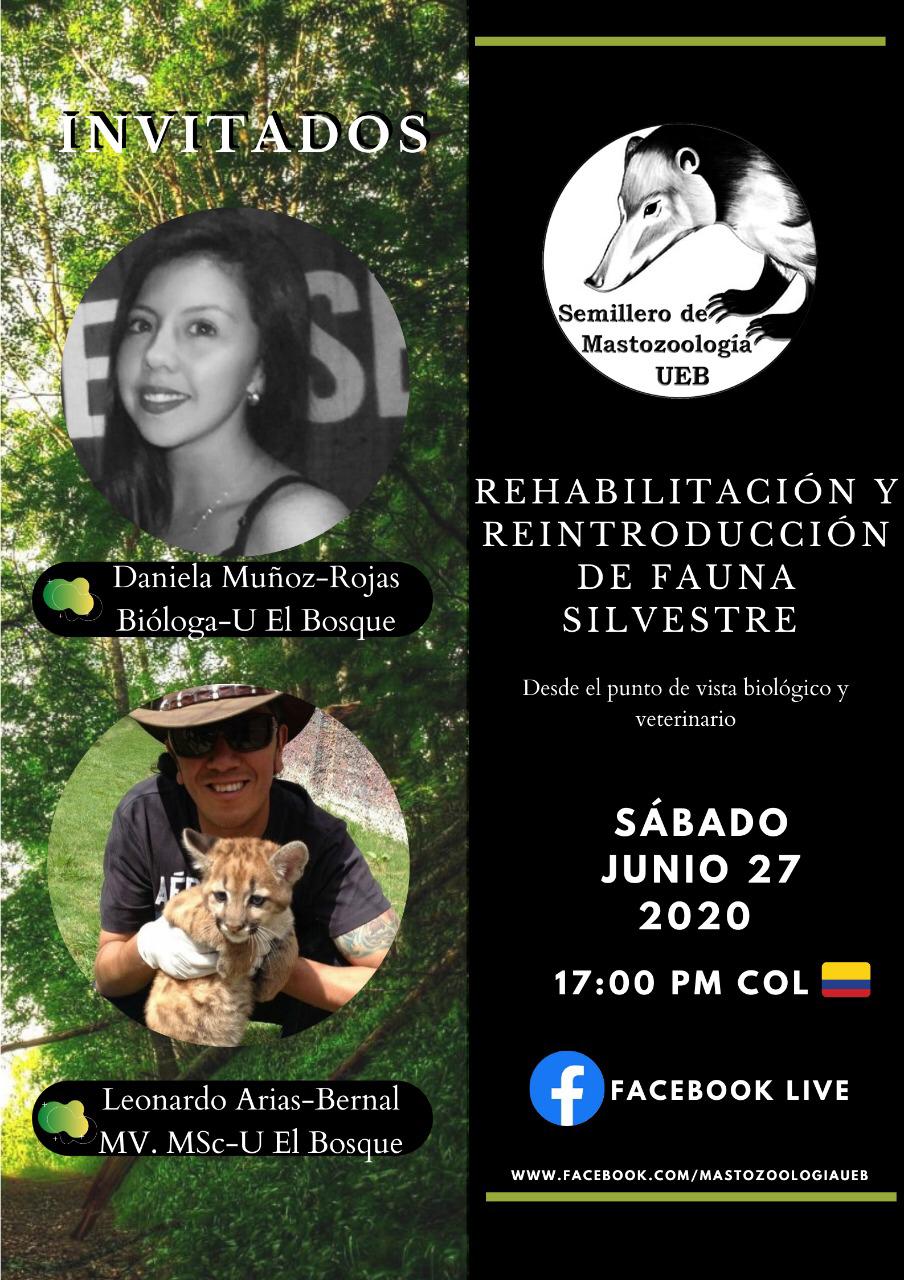 INVITADOS
Daniela Muñoz-Rojas
Bióloga-U El Bosque
Leonardo Arias-Bernal
MV. MSc-U El Bosque
Semillero de
Mastozoología
UEB
REHABILITACIÓN Y
REINTRODUCCIÓN
DE FAUNA
SILVESTRE
Desde el punto de vista biológico y
veterinario
SÁBADO
JUNIO 27
2020
17:00 PM COL
FACEBOOK LIVE
WWW.FACEBOOK.COM/MASTOZOOLOGIAUEB